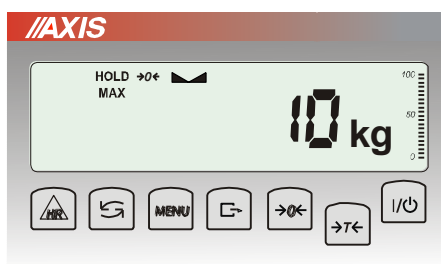 //AXIS
HOLD →0← 100
MAX
10 kg 50
0
HR MENU →0← →T← I/⏻